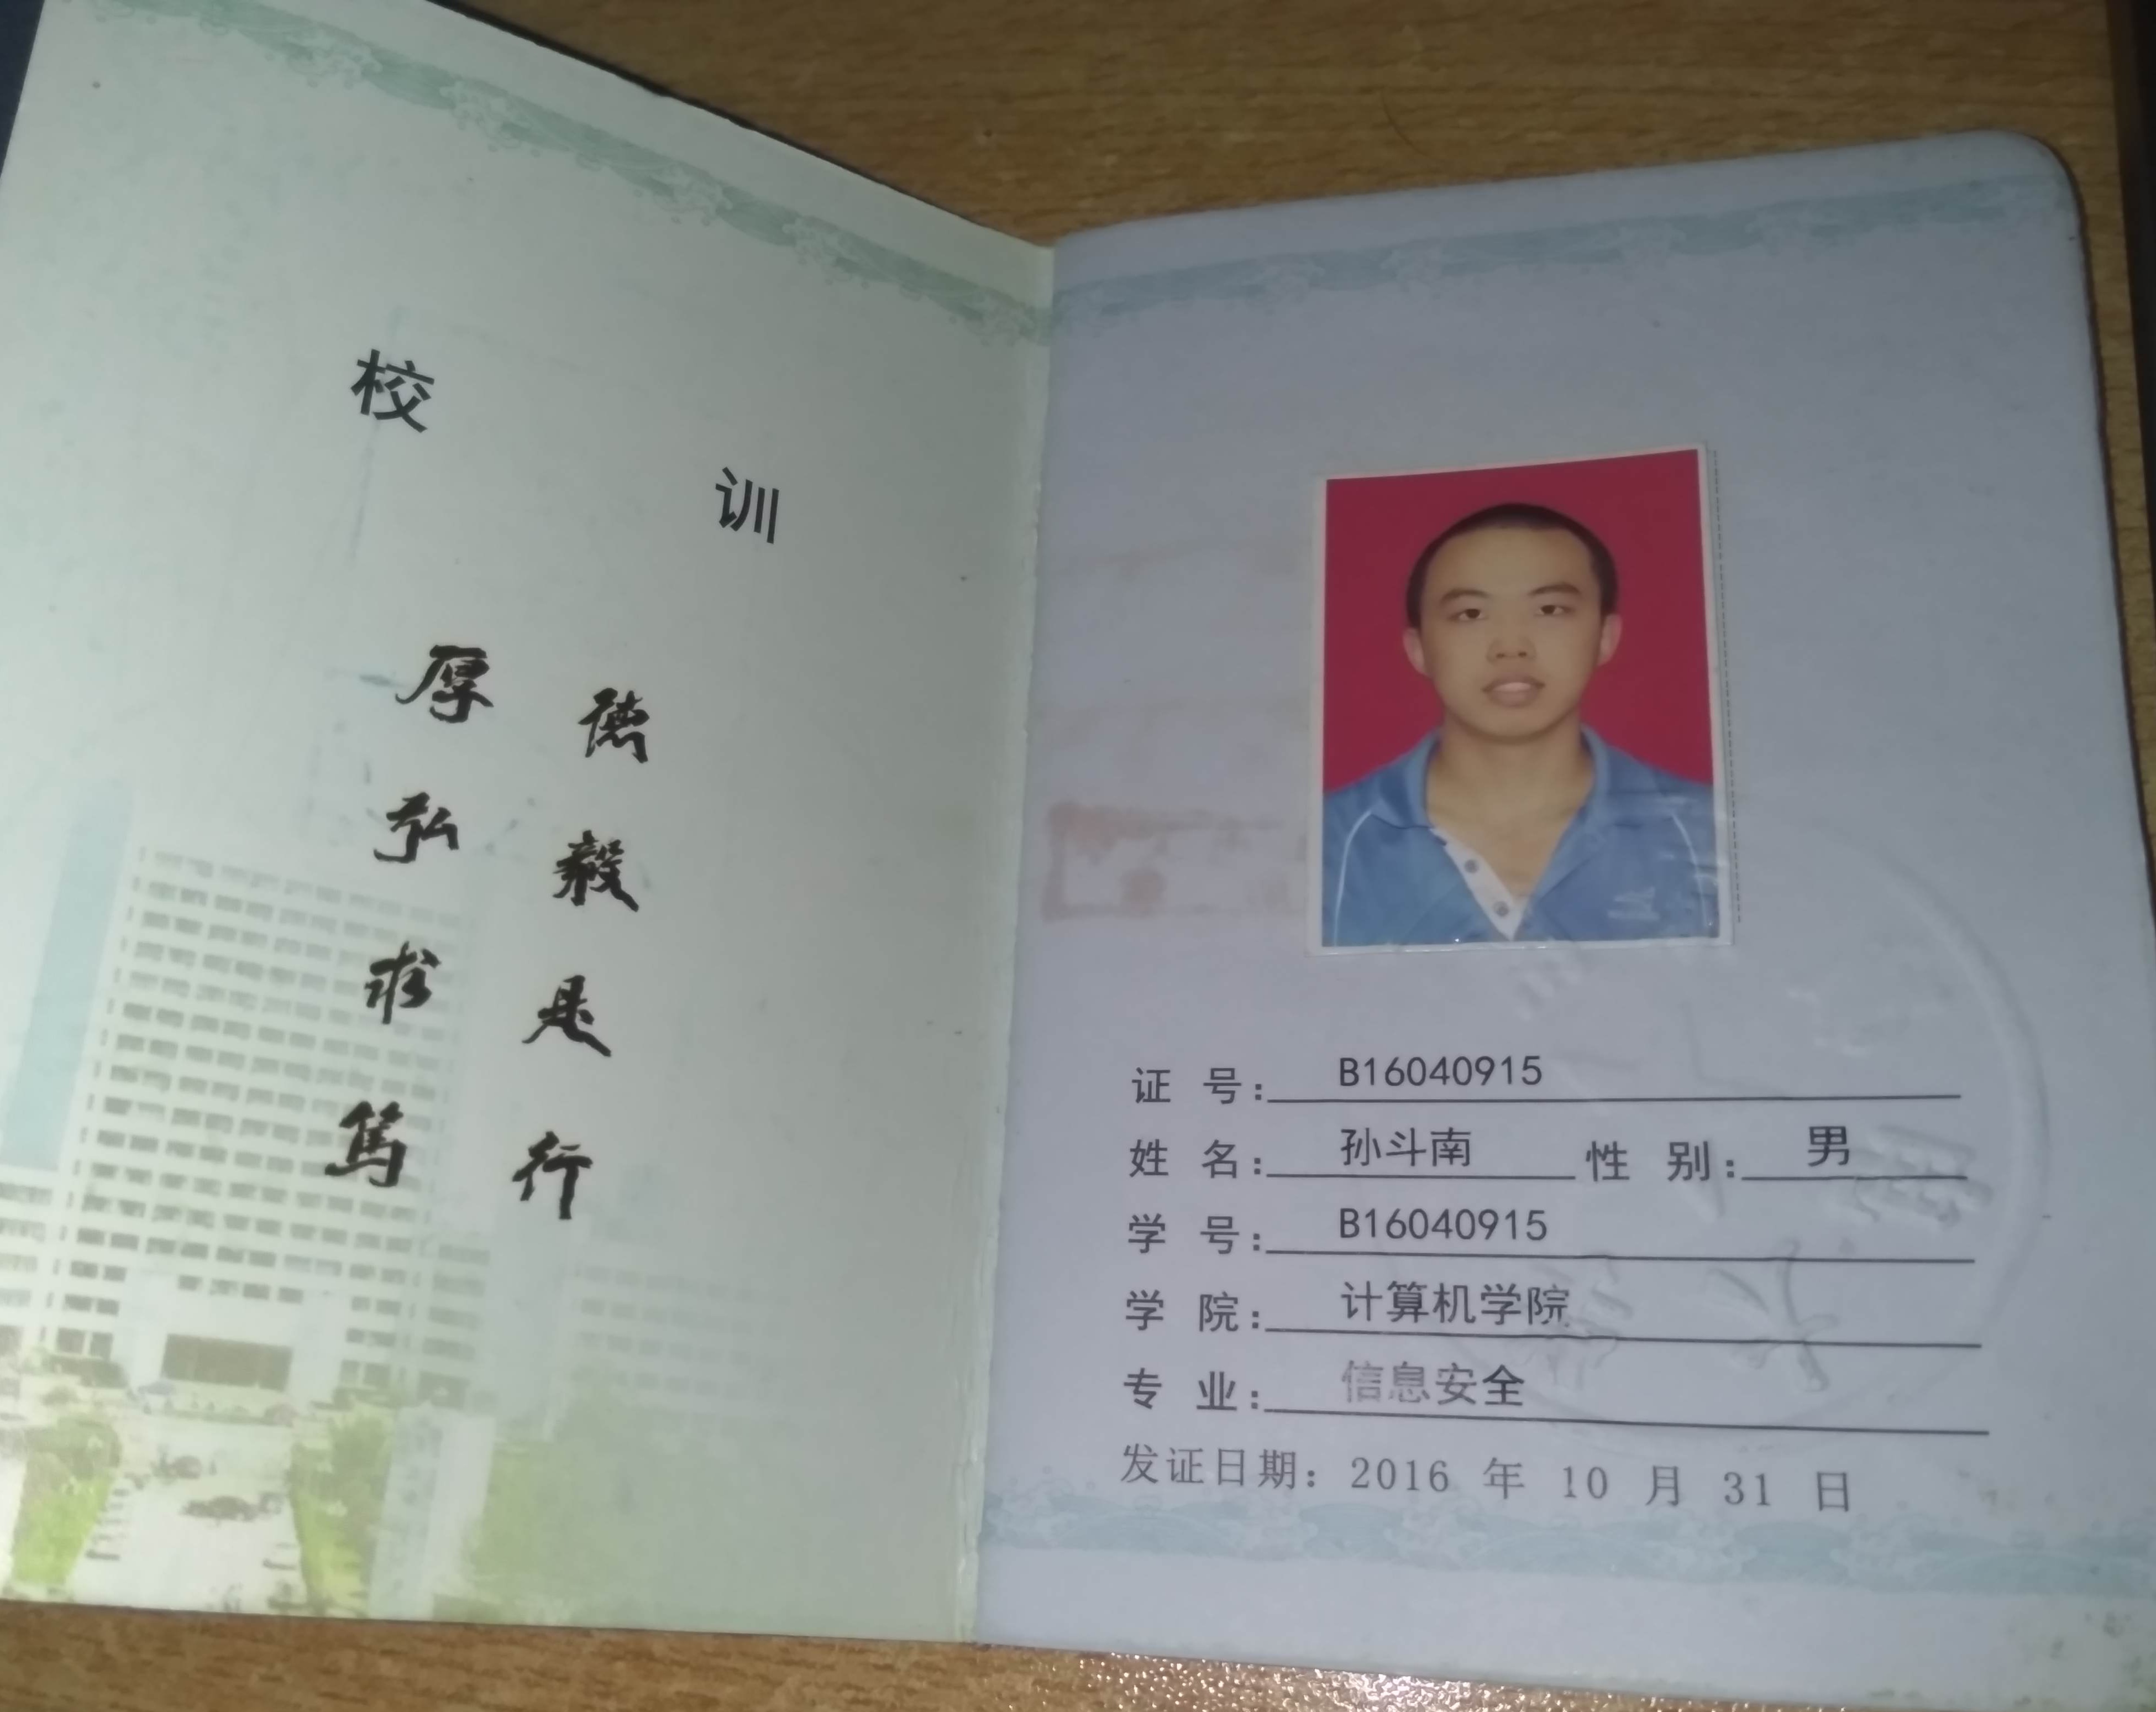 校 训
厚 德
弘 毅
求 是
笃 行
证 号: B16040915
姓 名: 孙斗南 性 别: 男
学 号: B16040915
学 院: 计算机学院
专 业: 信息安全
发证日期: 2016 年 10 月 31 日